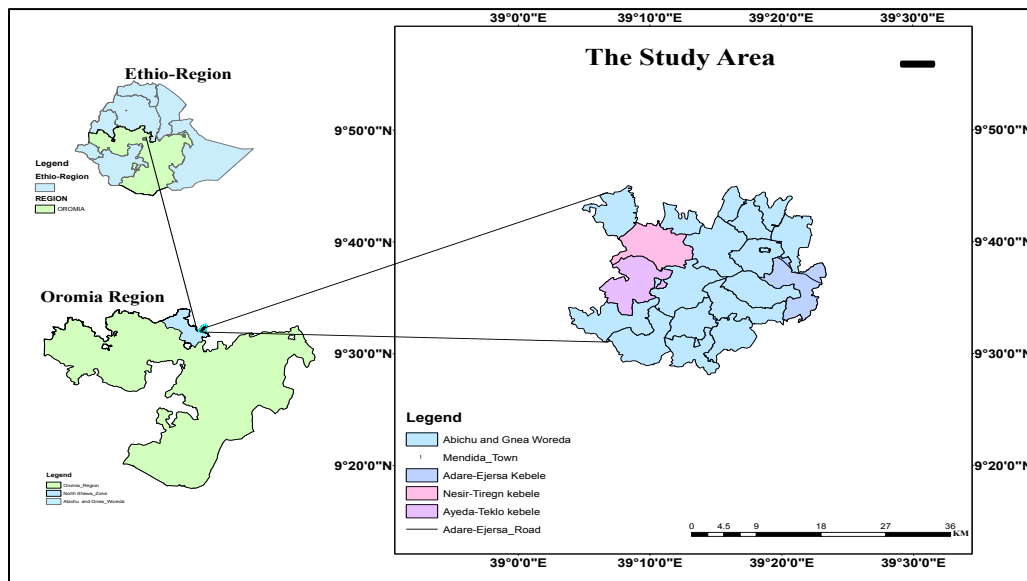 Ethio-Region
Legend
Ethio-Region
REGION
OROMIA
Oromia Region
Legend
Oromia_Region
North Shewa_Zone
Abichu and Gnea_Woreda
39°0'0"E 39°10'0"E 39°20'0"E 39°30'0"E
The Study Area
9°50'0"N 9°50'0"N
9°40'0"N 9°40'0"N
9°30'0"N 9°30'0"N
9°20'0"N 9°20'0"N
Legend
Abichu and Gnea Woreda
Mendida_Town
Adare-Ejersa Kebele
Nesir-Tiregn kebele
Ayeda-Teklo kebele
Adare-Ejersa_Road
0 4.5 9 18 27 36
KM
39°0'0"E 39°10'0"E 39°20'0"E 39°30'0"E